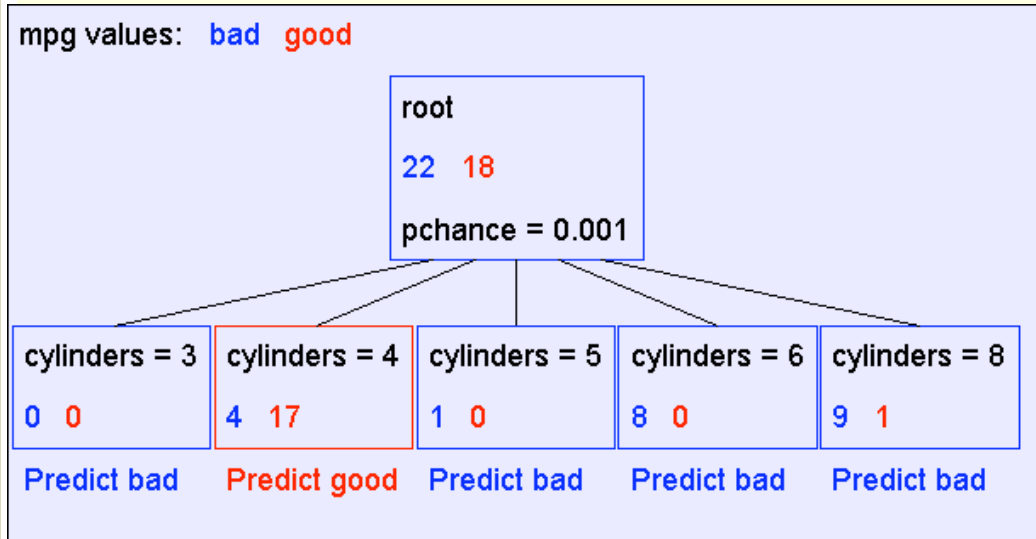 mpg values: bad good
root
22 18
pchance = 0.001
cylinders = 3
0 0
Predict bad
cylinders = 4
4 17
Predict good
cylinders = 5
1 0
Predict bad
cylinders = 6
8 0
Predict bad
cylinders = 8
9 1
Predict bad